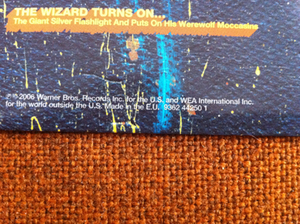 THE WIZARD TURNS ON...
The Giant Silver Flashlight And Puts On His Werewolf Moccasins
℗ © 2006 Warner Bros. Records Inc. for the U.S. and WEA International Inc.
for the world outside the U.S. Made in the E.U. 9362 44250 1